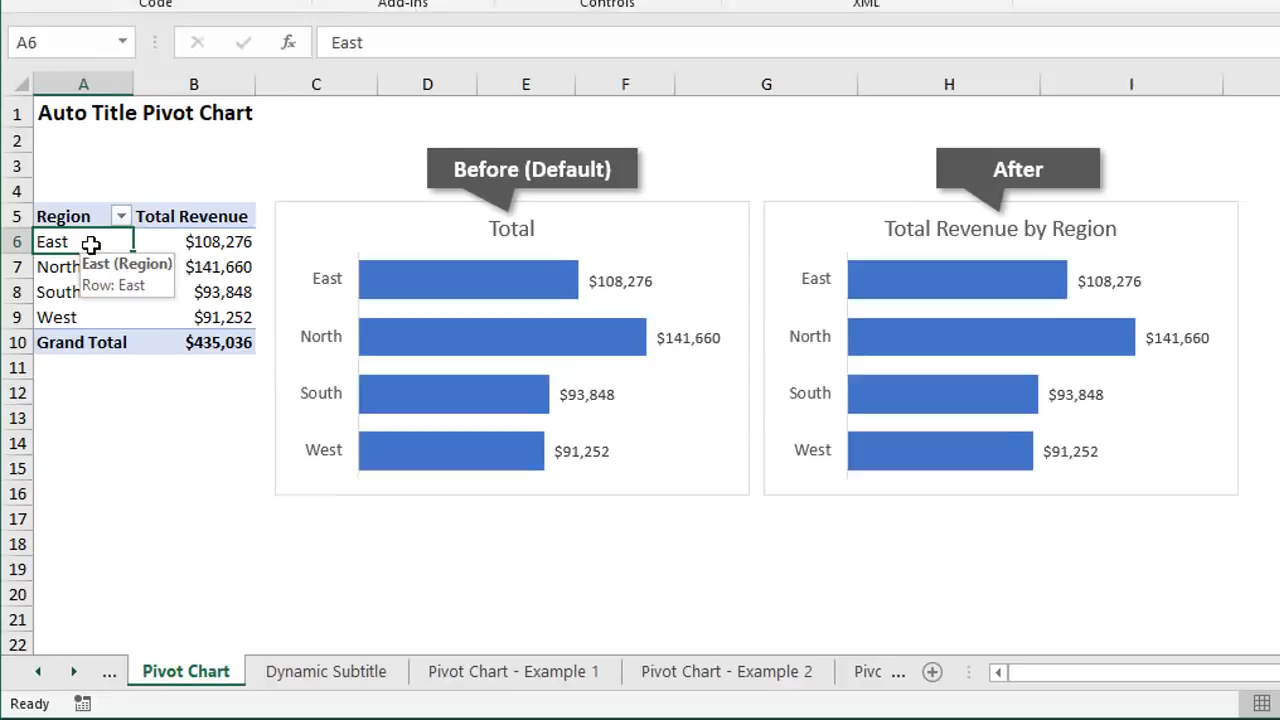 Code Add-ins Controls XML
A6 fx East
A B C D E F G H I
1 Auto Title Pivot Chart
2
3 Before (Default) After
4
5 Region Total Revenue
6 East $108,276
East (Region)
Row: East
7 North $141,660
8 South $93,848
9 West $91,252
10 Grand Total $435,036
11
12
13
14
15
16
17
18
19
20
21
22
Total
East $108,276
North $141,660
South $93,848
West $91,252
Total Revenue by Region
East $108,276
North $141,660
South $93,848
West $91,252
... Pivot Chart Dynamic Subtitle Pivot Chart - Example 1 Pivot Chart - Example 2 Pivc ...
Ready